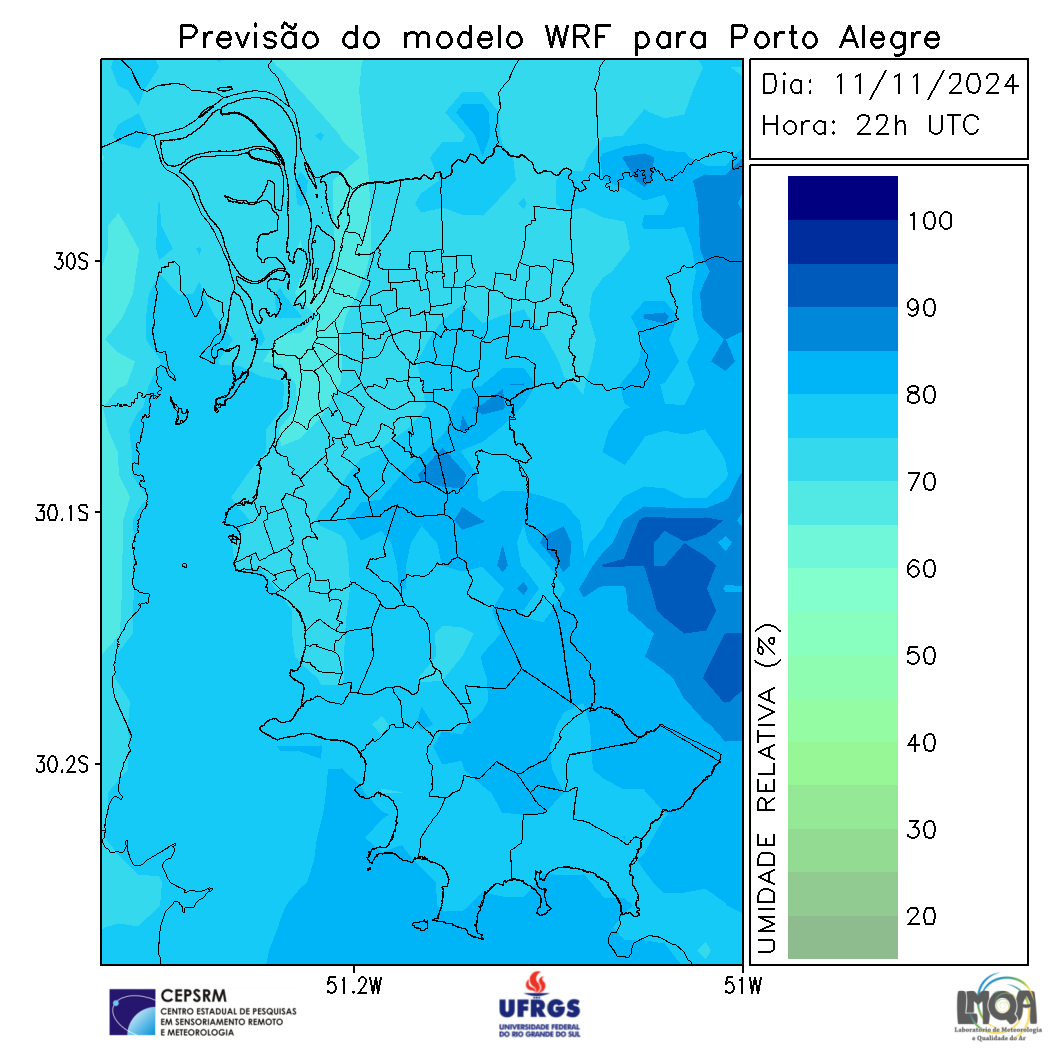 Previsão do modelo WRF para Porto Alegre
Dia: 11/11/2024
Hora: 22h UTC
100
90
80
70
60
50
40
30
20
UMIDADE RELATIVA (%)
30S
30.1S
30.2S
51.2W
51W
CEPSRM
CENTRO ESTADUAL DE PESQUISAS
EM SENSORIAMENTO REMOTO
E METEOROLOGIA
UFRGS
UNIVERSIDADE FEDERAL
DO RIO GRANDE DO SUL
LMQA
Laboratório de Meteorologia
e Qualidade do Ar